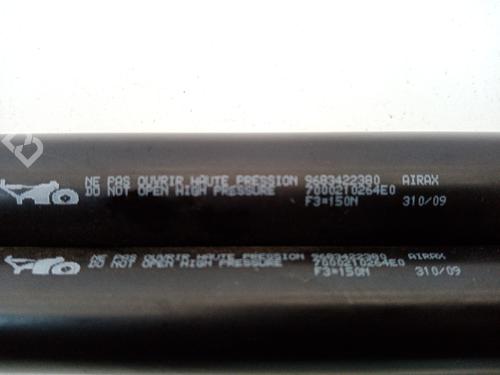 NE PAS OUVRIR HAUTE PRESSION 9683422380 AIRAX
DO NOT OPEN HIGH PRESSURE 7000210264E0
F3=150N 310/09
NE PAS OUVRIR HAUTE PRESSION 9683422380 AIRAX
DO NOT OPEN HIGH PRESSURE 7000210264E0
F3=150N 310/09